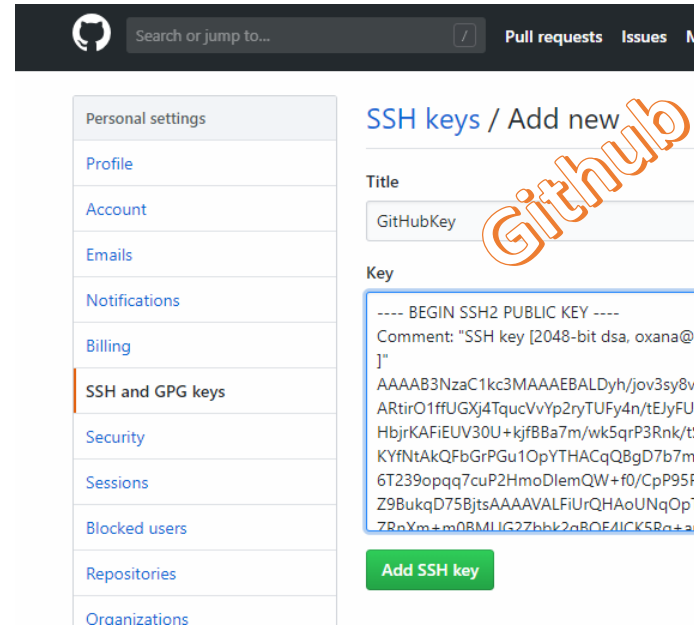 Search or jump to... /
Pull requests Issues
Personal settings
Profile
Account
Emails
Notifications
Billing
SSH and GPG keys
Security
Sessions
Blocked users
Repositories
Organizations
SSH keys / Add new
Github
Title
GitHubKey
Key
---- BEGIN SSH2 PUBLIC KEY ----
Comment: "SSH key [2048-bit dsa, oxana@
]"
AAAAB3NzaC1kc3MAAAEBALDyh/jov3sy8v
ARtirO1ffUGXj4TqucVvYp2ryTUFy4n/tEJyFU
HbjrKAFiEUV30U+kjfBBa7m/wk5qrP3Rnk/t
KYfNtAkQFbGrPGu1OpYTHACqQBgD7b7m
6T239opqq7cuP2HmoDlemQW+f0/CpP95
Z9BukqD75BjtsAAAAVALFiUrQHAoUNqOp
Add SSH key